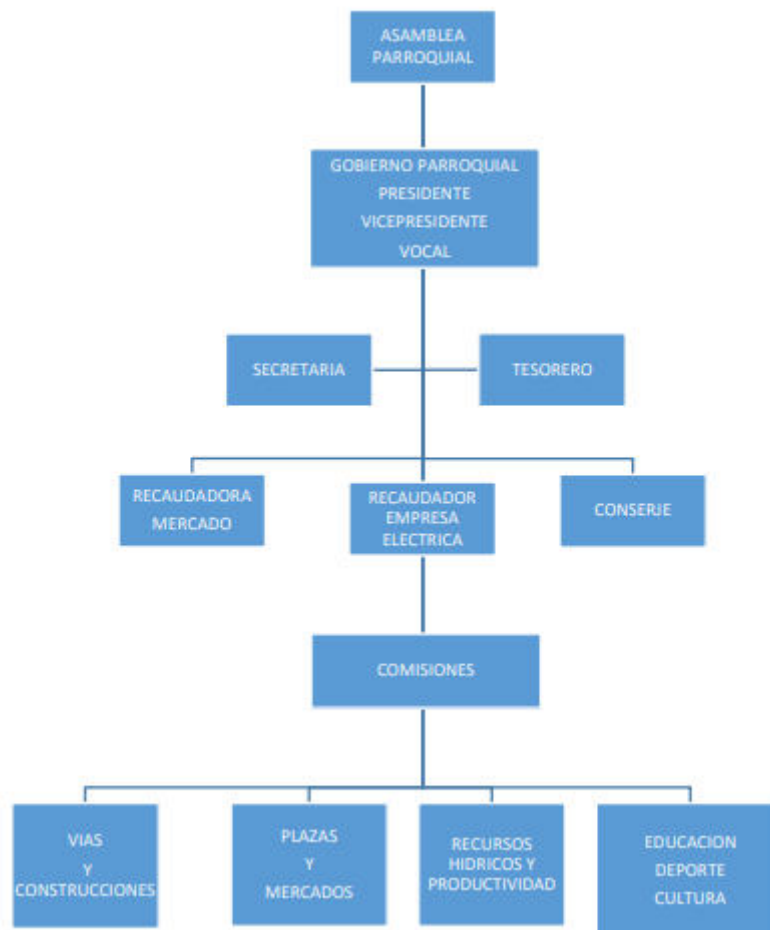 ASAMBLEA
PARROQUIAL
GOBIERNO PARROQUIAL
PRESIDENTE
VICEPRESIDENTE
VOCAL
SECRETARIA
TESORERO
RECAUDADORA
MERCADO
RECAUDADOR
EMPRESA
ELECTRICA
CONSERJE
COMISIONES
VIAS
Y
CONSTRUCCIONES
PLAZAS
Y
MERCADOS
RECURSOS
HIDRICOS Y
PRODUCTIVIDAD
EDUCACION
DEPORTE
CULTURA